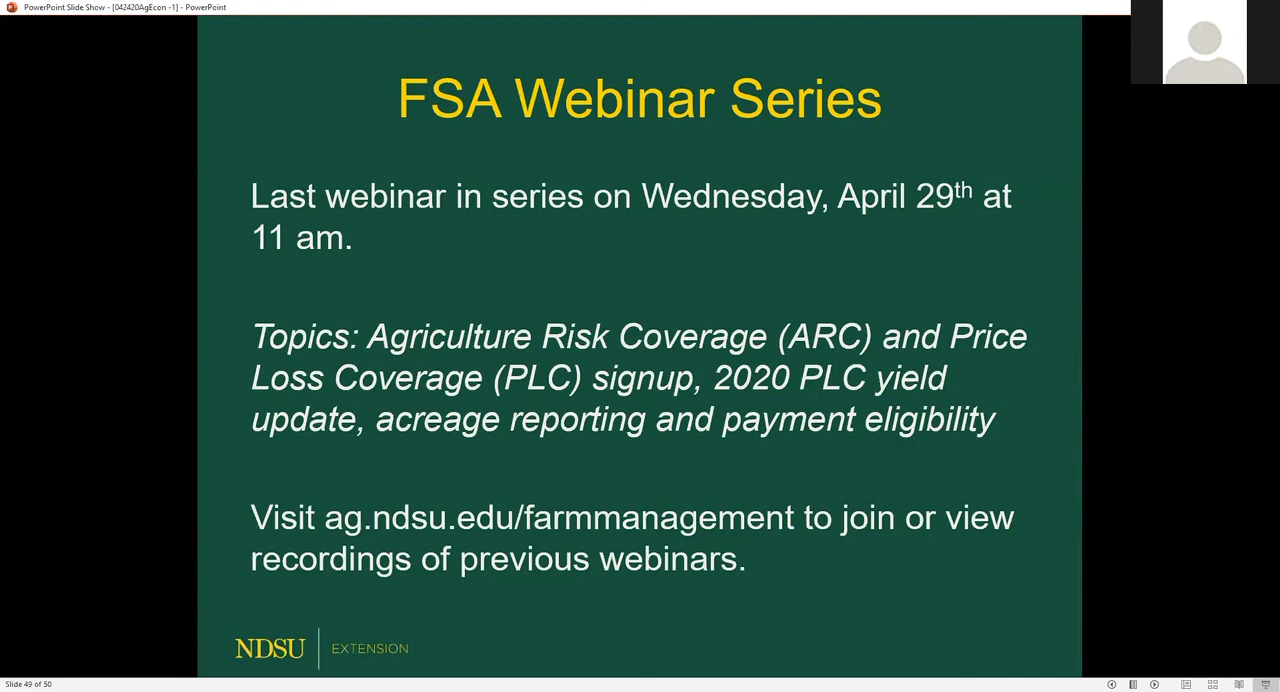 PowerPoint Slide Show - [042420AgEcon -1] - PowerPoint
FSA Webinar Series
Last webinar in series on Wednesday, April 29th at
11 am.
Topics: Agriculture Risk Coverage (ARC) and Price
Loss Coverage (PLC) signup, 2020 PLC yield
update, acreage reporting and payment eligibility
Visit ag.ndsu.edu/farmmanagement to join or view
recordings of previous webinars.
NDSU EXTENSION
Slide 49 of 50